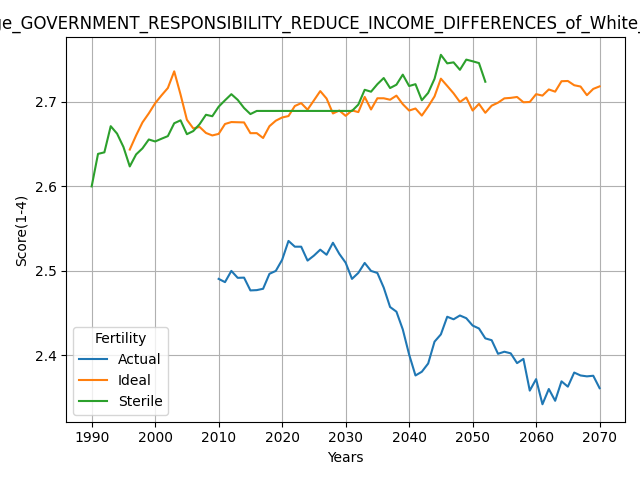 ge_GOVERNMENT_RESPONSIBILITY_REDUCE_INCOME_DIFFERENCES_of_White_
Score(1-4)
2.7
2.6
2.5
2.4
Fertility
Actual
Ideal
Sterile
1990 2000 2010 2020 2030 2040 2050 2060 2070
Years